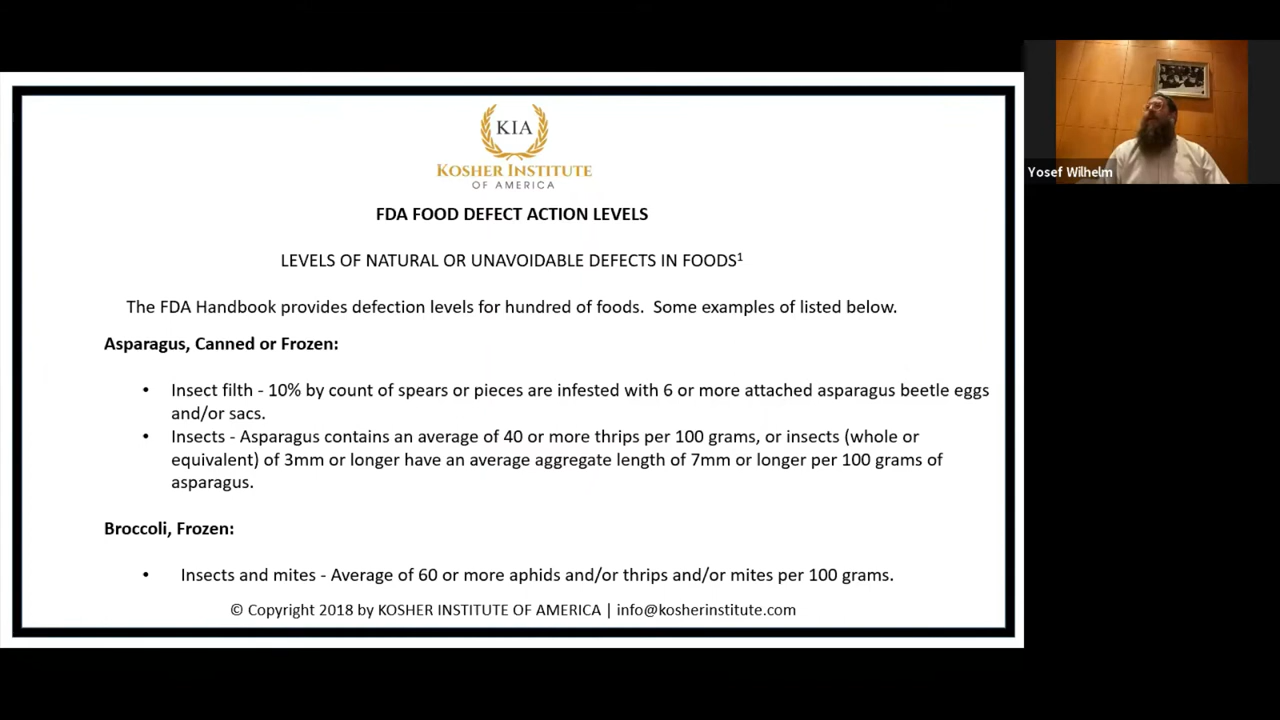 KIA
KOSHER INSTITUTE
OF AMERICA
FDA FOOD DEFECT ACTION LEVELS
LEVELS OF NATURAL OR UNAVOIDABLE DEFECTS IN FOODS¹
The FDA Handbook provides defection levels for hundred of foods.  Some examples of listed below.
Asparagus, Canned or Frozen:
• Insect filth - 10% by count of spears or pieces are infested with 6 or more attached asparagus beetle eggs
and/or sacs.
• Insects - Asparagus contains an average of 40 or more thrips per 100 grams, or insects (whole or
equivalent) of 3mm or longer have an average aggregate length of 7mm or longer per 100 grams of
asparagus.
Broccoli, Frozen:
• Insects and mites - Average of 60 or more aphids and/or thrips and/or mites per 100 grams.
© Copyright 2018 by KOSHER INSTITUTE OF AMERICA | info@kosherinstitute.com
Yosef Wilhelm